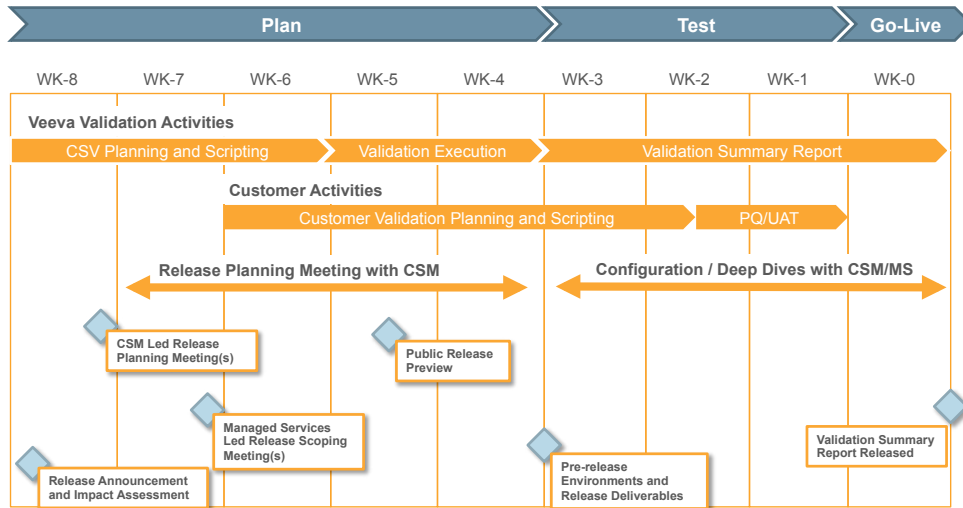 Plan
Test
Go-Live
WK-8
WK-7
WK-6
WK-5
WK-4
WK-3
WK-2
WK-1
WK-0
Veeva Validation Activities
CSV Planning and Scripting
Validation Execution
Validation Summary Report
Customer Activities
Customer Validation Planning and Scripting
PQ/UAT
Release Planning Meeting with CSM
Configuration / Deep Dives with CSM/MS
CSM Led Release
Planning Meeting(s)
Public Release
Preview
Managed Services
Led Release Scoping
Meeting(s)
Validation Summary
Report Released
Release Announcement
and Impact Assessment
Pre-release
Environments and
Release Deliverables